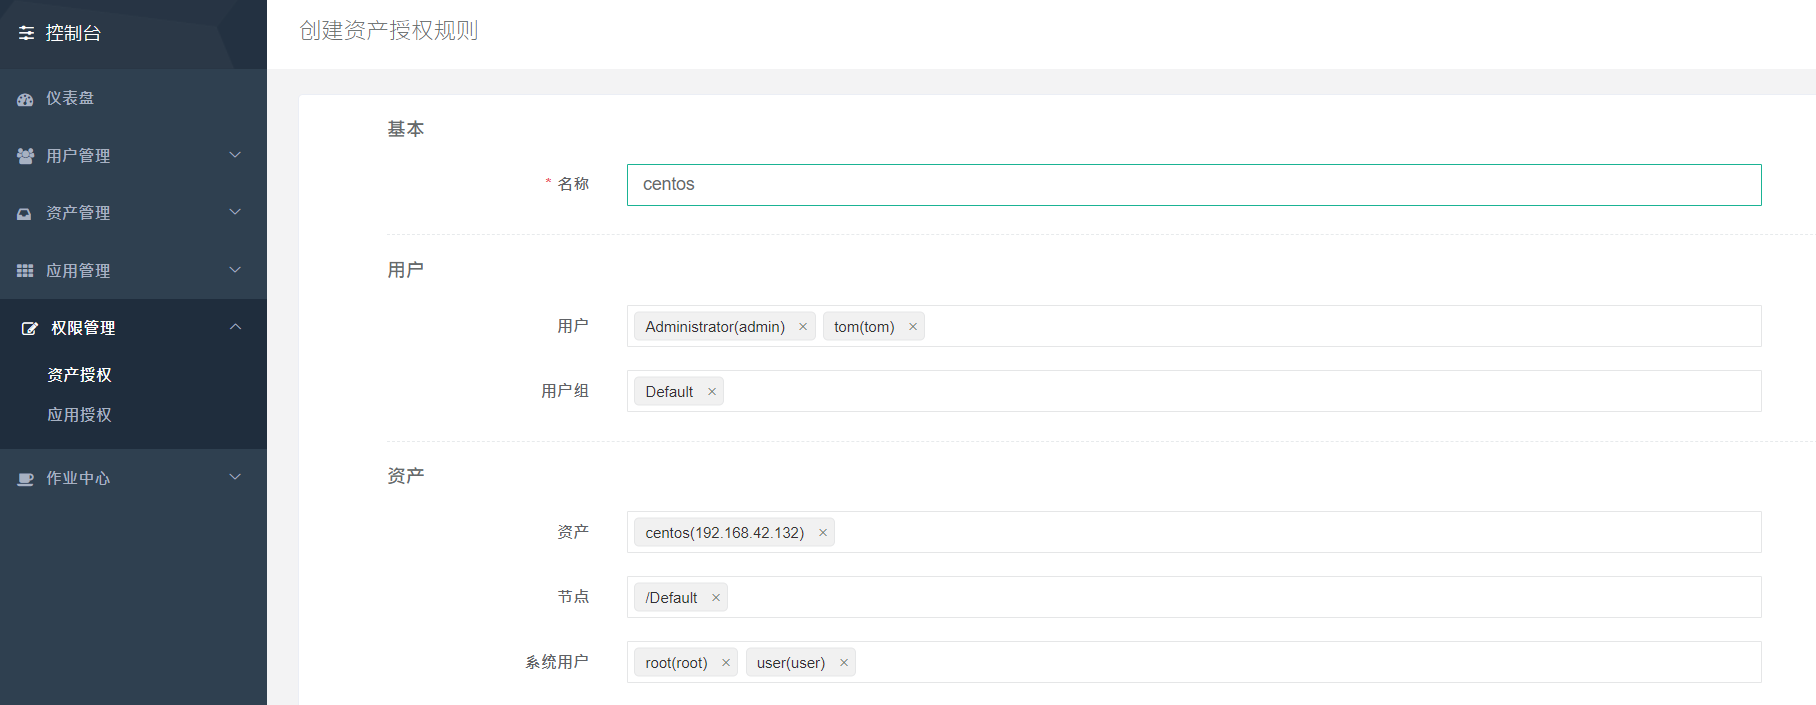 控制台
仪表盘
用户管理
资产管理
应用管理
权限管理
资产授权
应用授权
作业中心
创建资产授权规则
基本
* 名称 centos
用户
用户 Administrator(admin) × tom(tom) ×
用户组 Default ×
资产
资产 centos(192.168.42.132) ×
节点 /Default ×
系统用户 root(root) × user(user) ×